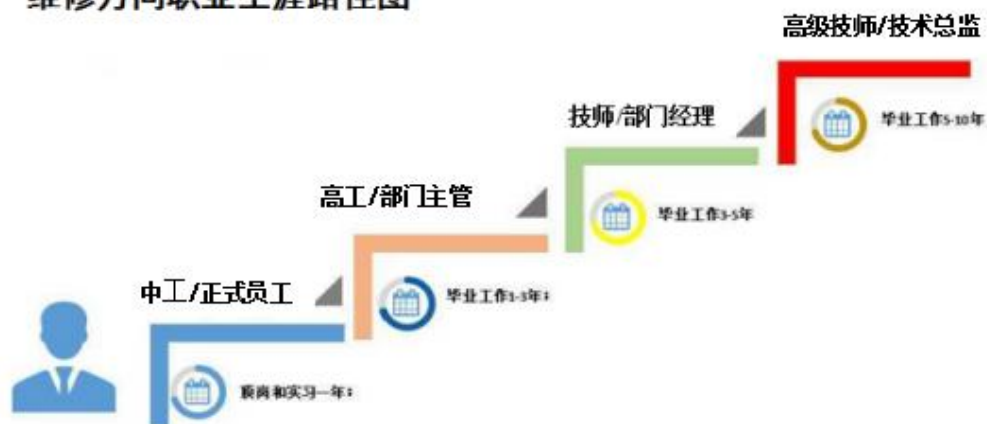 维修方向职业生涯路径图
高级技师/技术总监
毕业工作5-10年
技师/部门经理
毕业工作3-5年
高工/部门主管
毕业工作1-3年；
中工/正式员工
顶岗和实习一年；